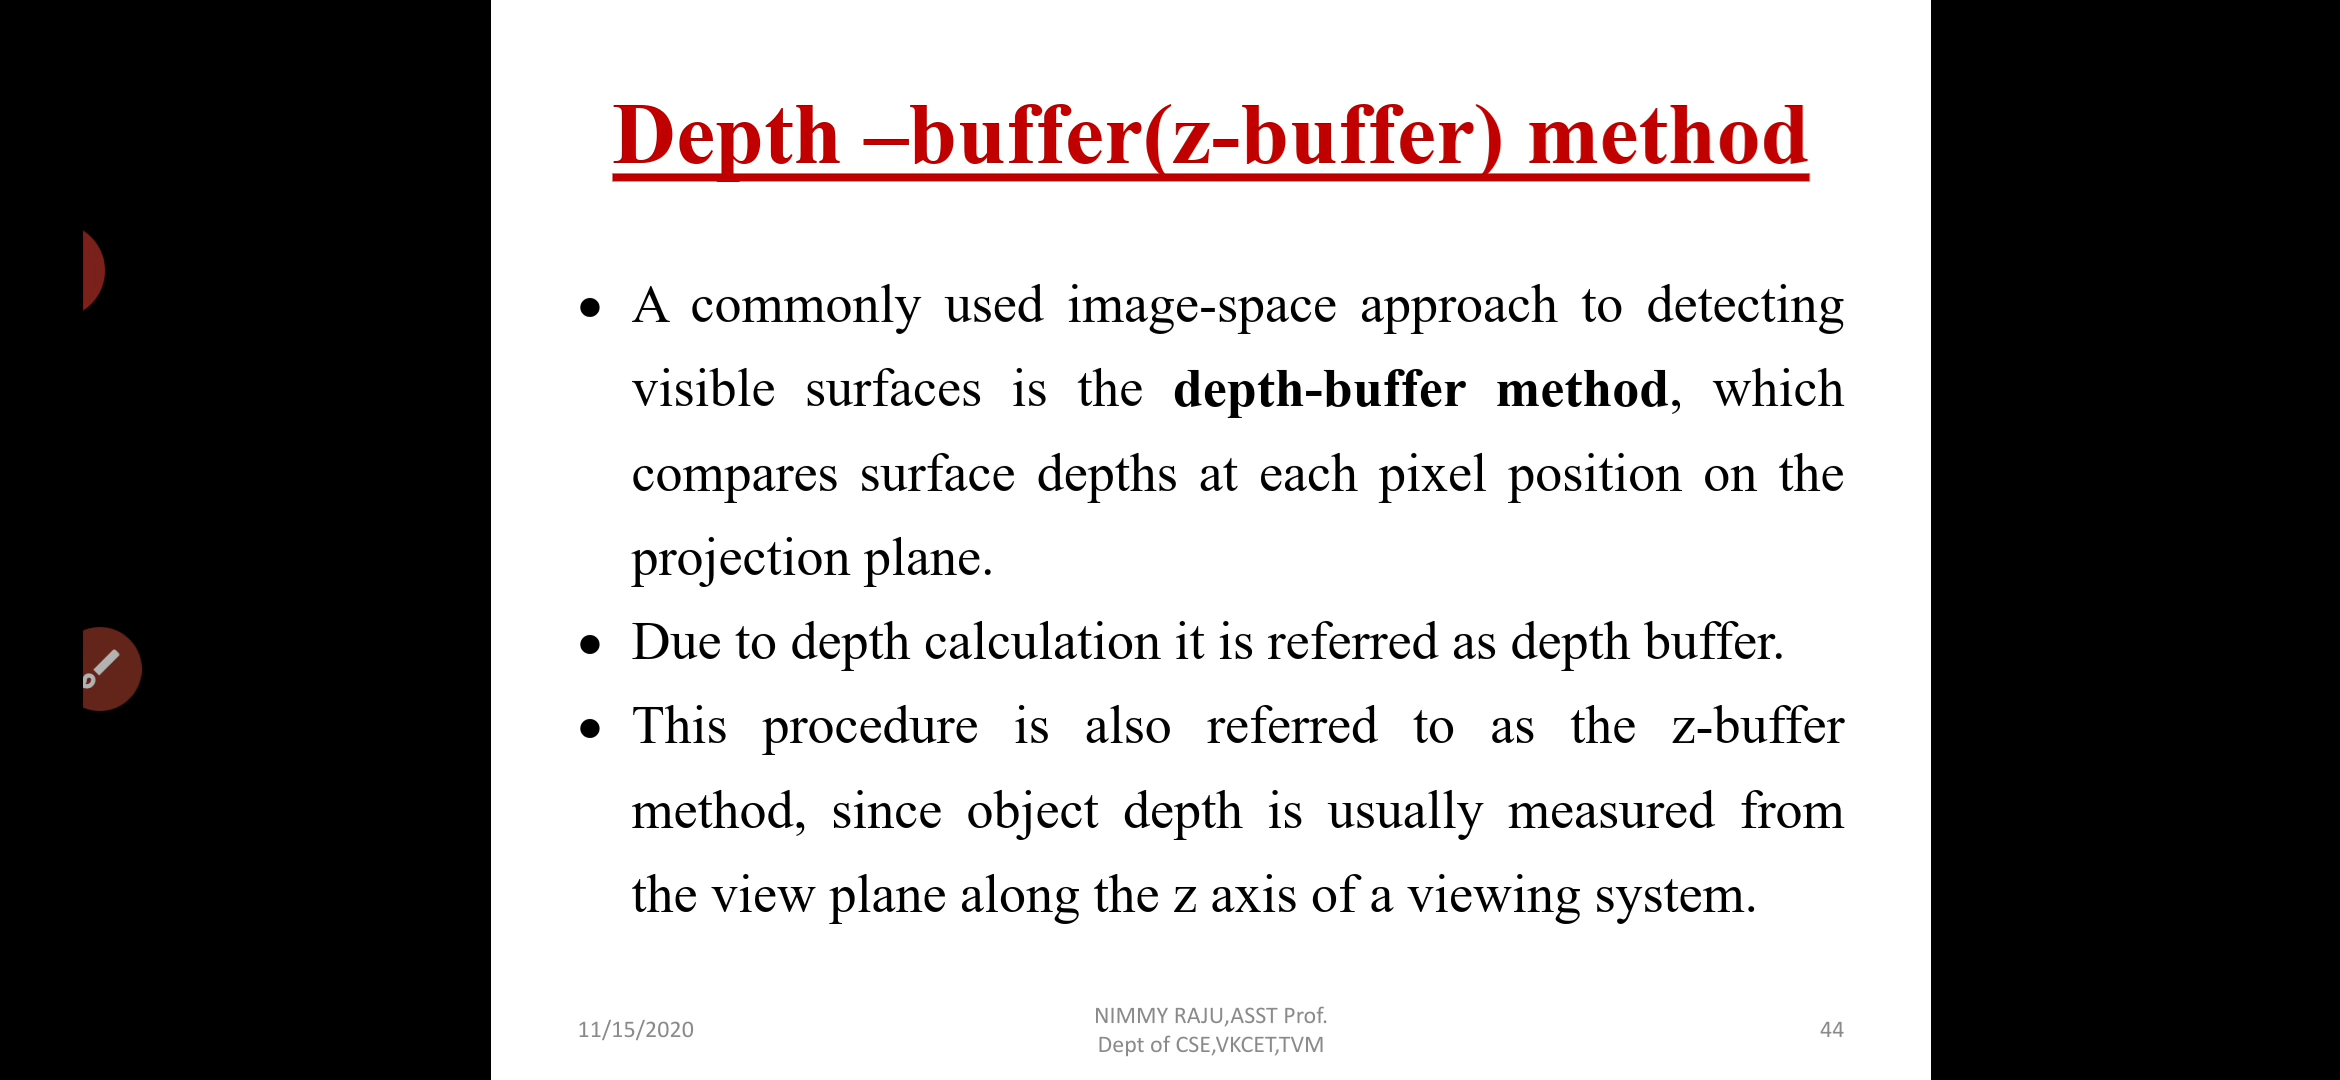 Depth –buffer(z-buffer) method
• A commonly used image-space approach to detecting
visible surfaces is the depth-buffer method, which
compares surface depths at each pixel position on the
projection plane.
• Due to depth calculation it is referred as depth buffer.
• This procedure is also referred to as the z-buffer
method, since object depth is usually measured from
the view plane along the z axis of a viewing system.
11/15/2020
NIMMY RAJU,ASST Prof.
Dept of CSE,VKCET,TVM
44